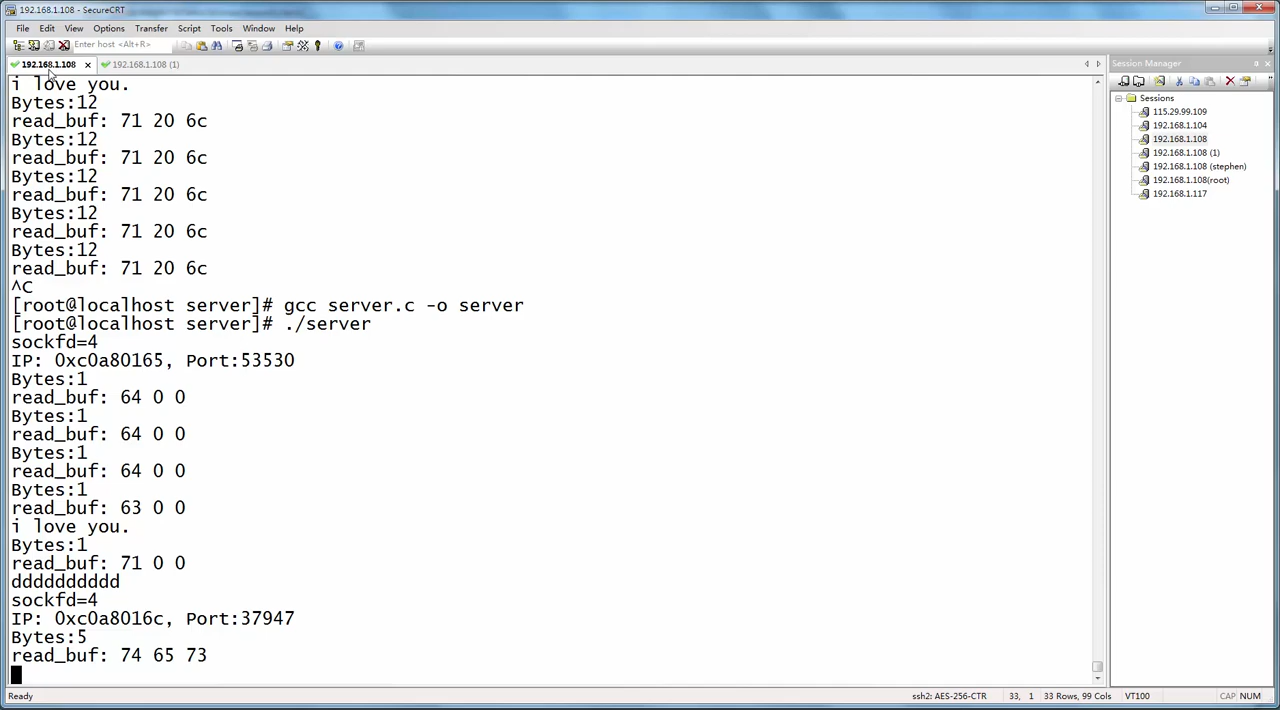 192.168.1.108 - SecureCRT
File Edit View Options Transfer Script Tools Window Help
Enter host <Alt+R>
192.168.1.108 192.168.1.108 (1)
i love you.
Bytes:12
read_buf: 71 20 6c
Bytes:12
read_buf: 71 20 6c
Bytes:12
read_buf: 71 20 6c
Bytes:12
read_buf: 71 20 6c
Bytes:12
read_buf: 71 20 6c
^C
[root@localhost server]# gcc server.c -o server
[root@localhost server]# ./server
sockfd=4
IP: 0xc0a80165, Port:53530
Bytes:1
read_buf: 64 0 0
Bytes:1
read_buf: 64 0 0
Bytes:1
read_buf: 64 0 0
Bytes:1
read_buf: 63 0 0
i love you.
Bytes:1
read_buf: 71 0 0
dddddddddd
sockfd=4
IP: 0xc0a8016c, Port:37947
Bytes:5
read_buf: 74 65 73
Session Manager
Sessions
115.29.99.109
192.168.1.104
192.168.1.108
192.168.1.108 (1)
192.168.1.108 (stephen)
192.168.1.108(root)
192.168.1.117
Ready
ssh2: AES-256-CTR 33, 1 33 Rows, 99 Cols VT100 CAP NUM